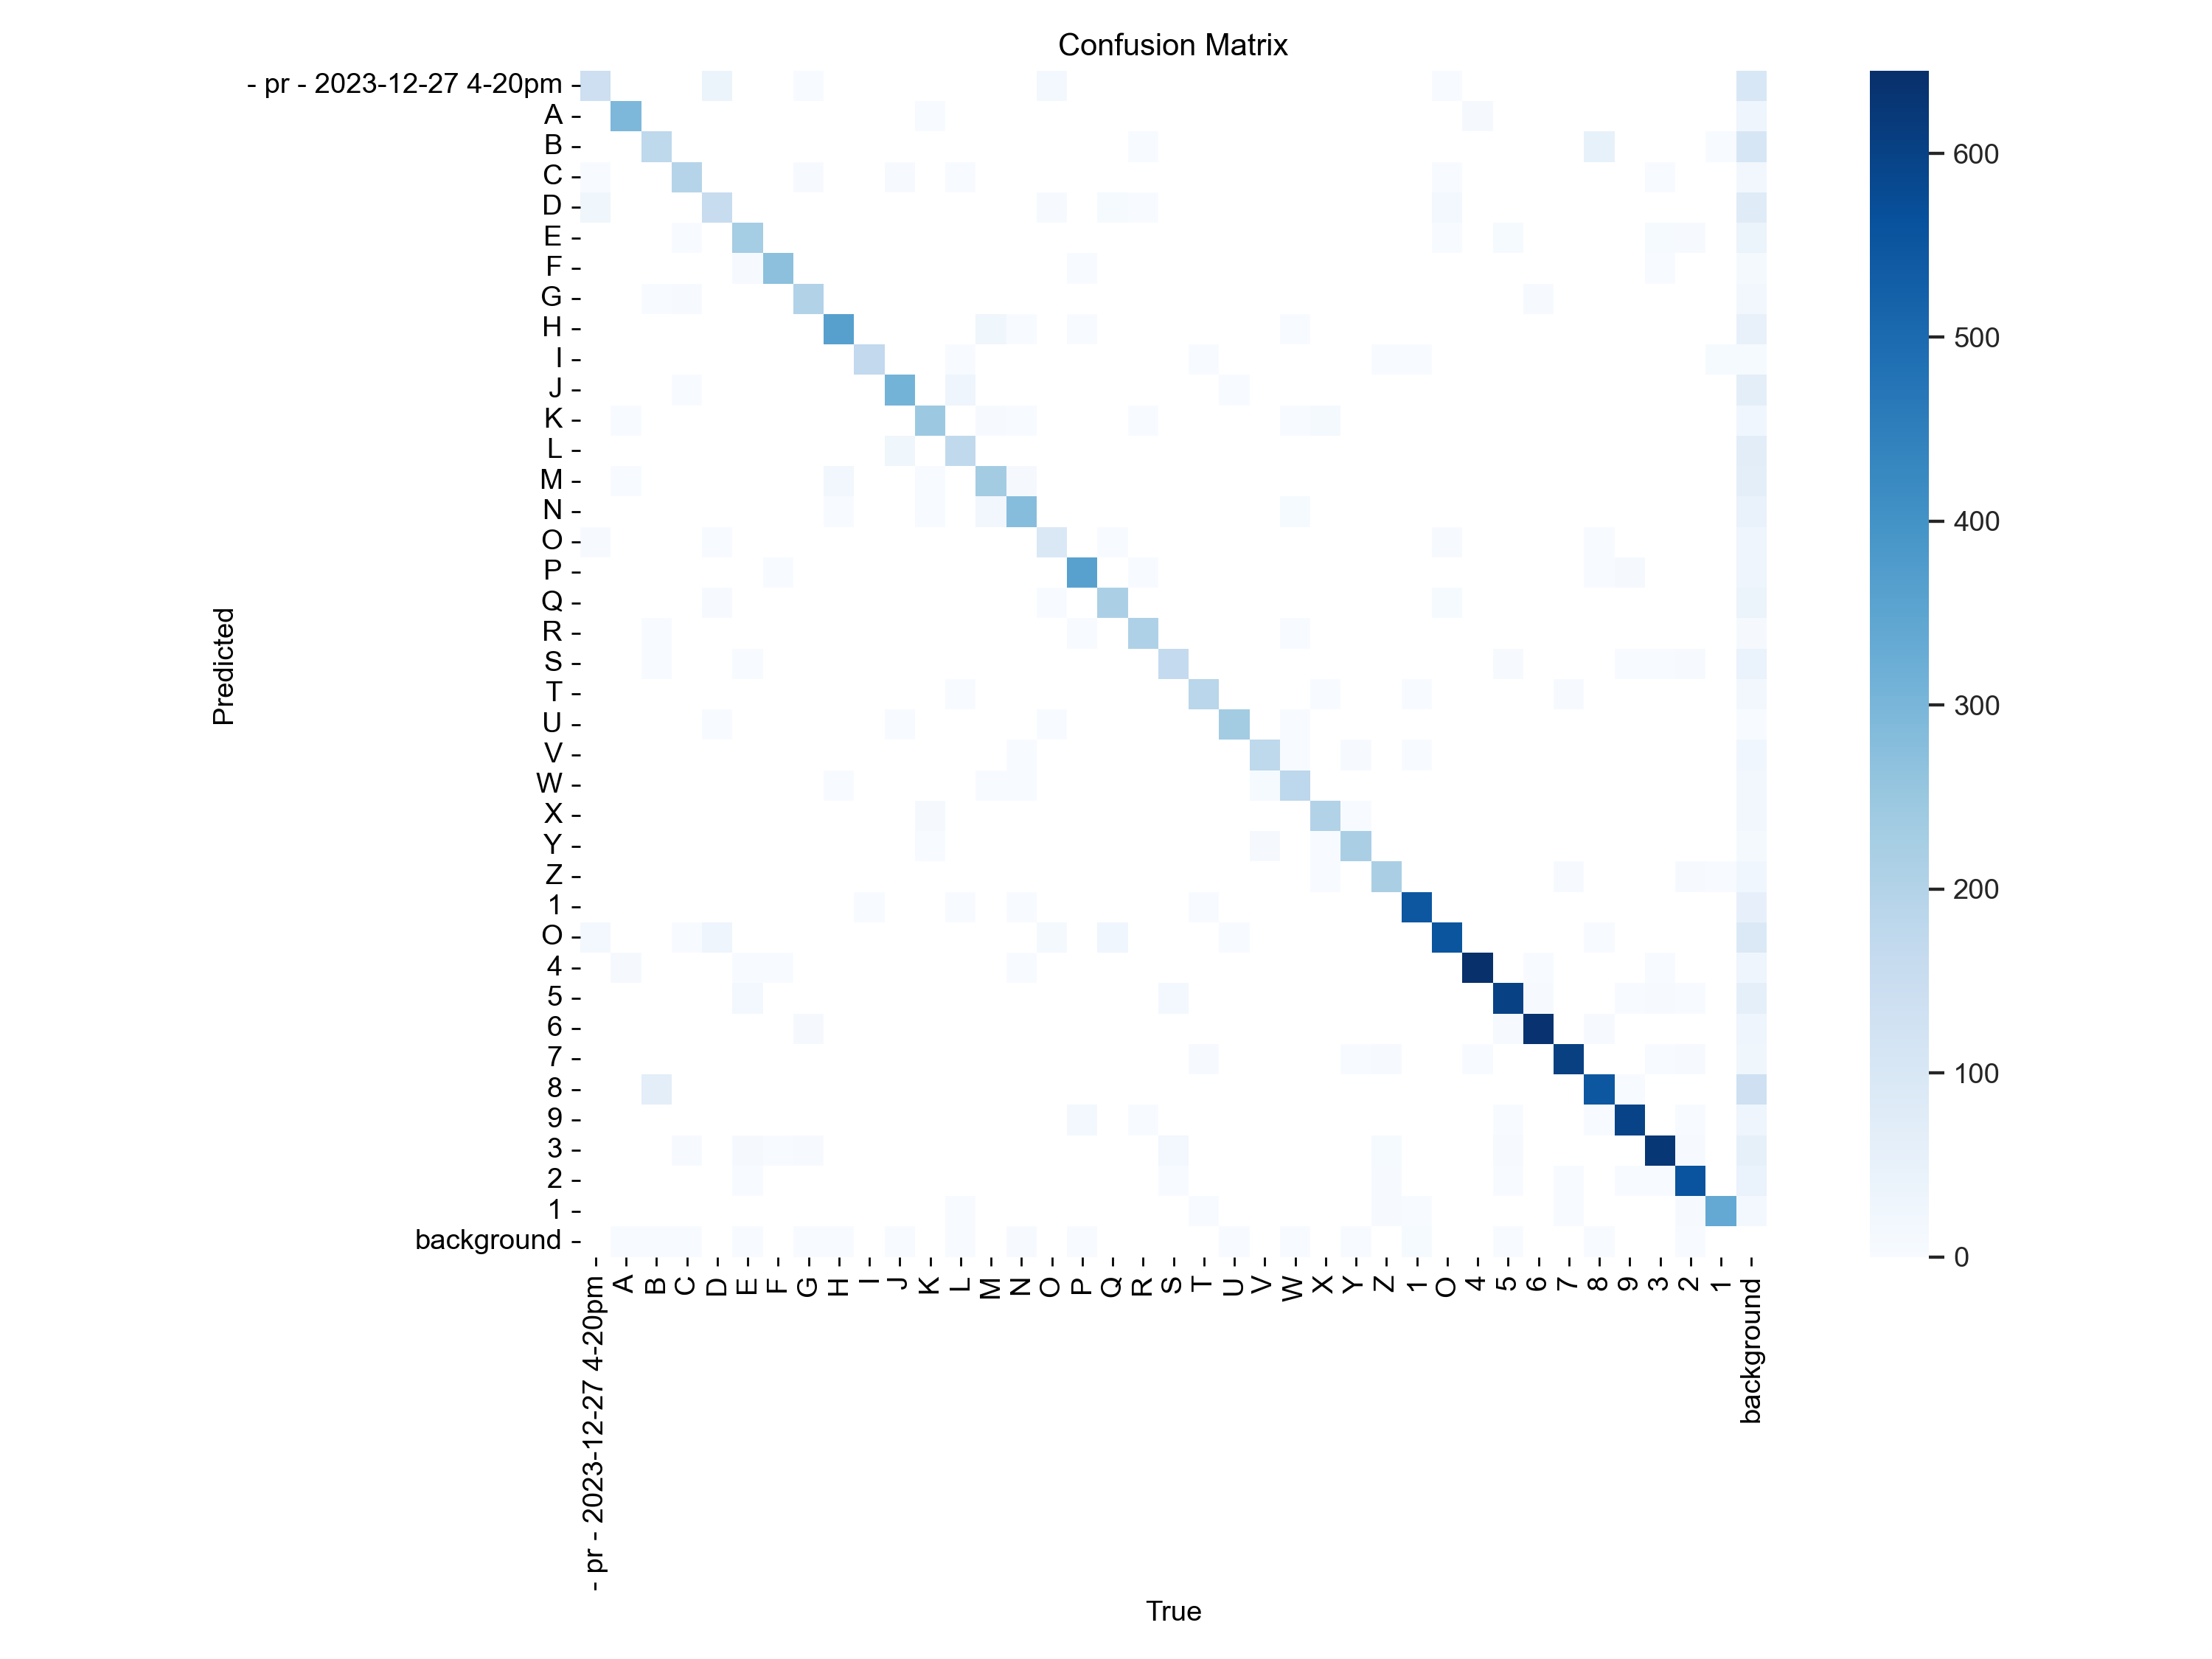 Confusion Matrix
- pr - 2023-12-27 4-20pm
A
B
C
D
E
F
G
H
I
J
K
L
M
N
O
P
Q
R
S
T
U
V
W
X
Y
Z
1
O
4
5
6
7
8
9
3
2
1
background
Predicted
- pr - 2023-12-27 4-20pm A B C D E F G H I J K L M N O P Q R S T U V W X Y Z 1 O 4 5 6 7 8 9 3 2 1 background
True
600
500
400
300
200
100
0